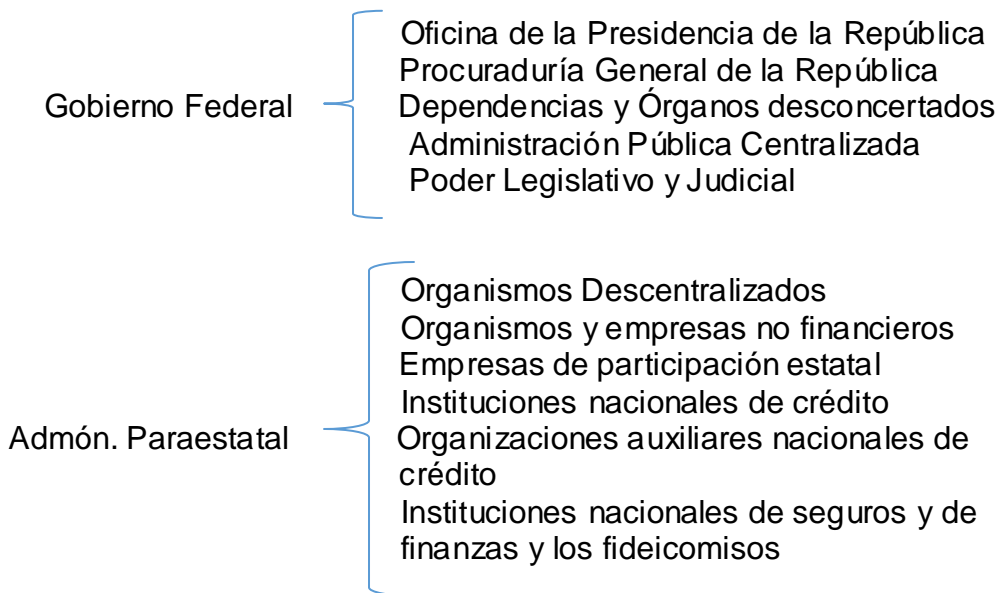 Oficina de la Presidencia de la República
Procuraduría General de la República
Gobierno Federal
Dependencias y Órganos desconcertados
Administración Pública Centralizada
Poder Legislativo y Judicial
Organismos Descentralizados
Organismos y empresas no financieros
Empresas de participación estatal
Instituciones nacionales de crédito
Admón. Paraestatal
Organizaciones auxiliares nacionales de
crédito
Instituciones nacionales de seguros y de
finanzas y los fideicomisos